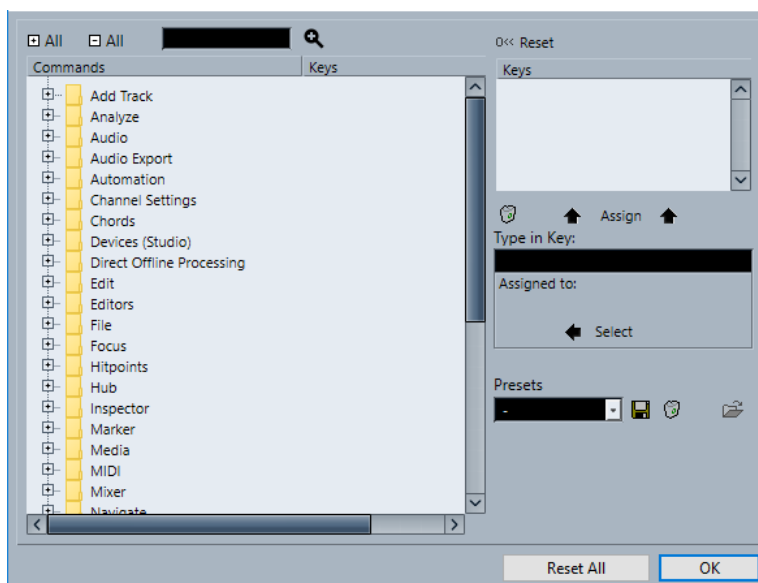 All All
0<< Reset
Commands Keys
Keys
Add Track
Analyze
Audio
Audio Export
Automation
Channel Settings
Chords
Devices (Studio)
Direct Offline Processing
Edit
Editors
File
Focus
Hitpoints
Hub
Inspector
Marker
Media
MIDI
Mixer
Navigate
Assign
Type in Key:
Assigned to:
Select
Presets
-
Reset All OK